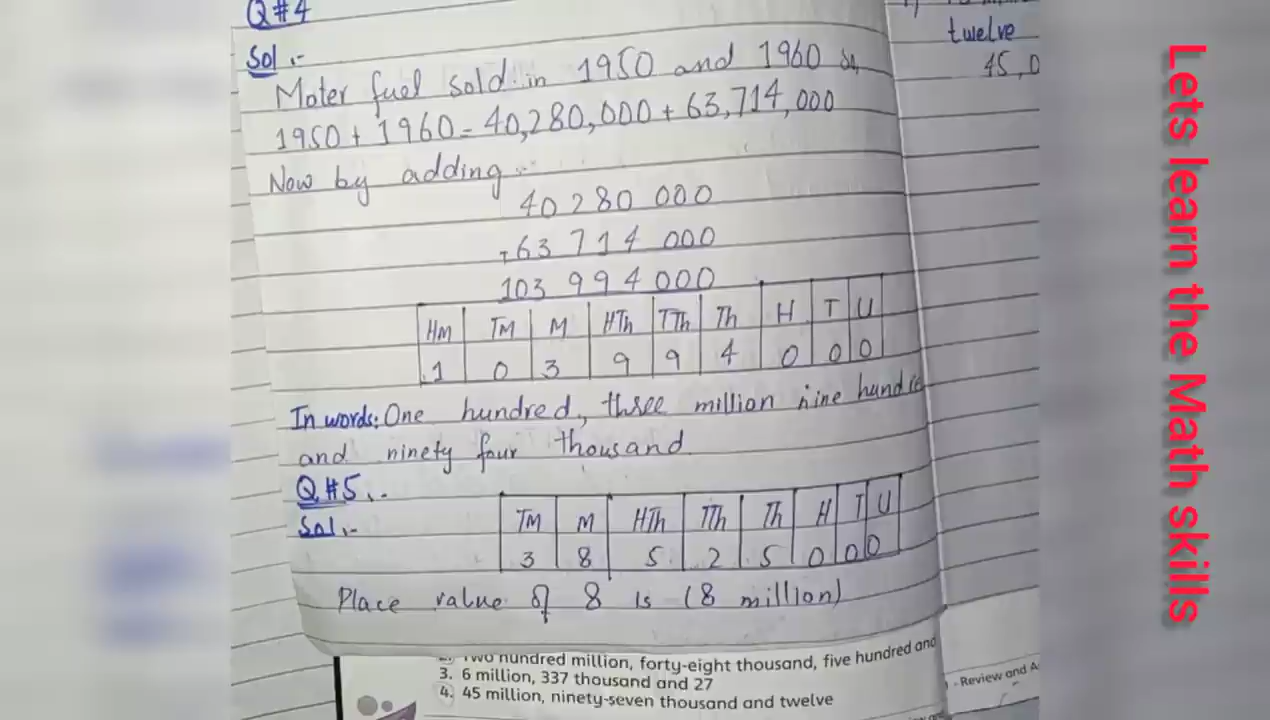 Q#4
Sol:-
Moter fuel sold in 1950 and 1960
1950 + 1960 = 40,280,000 + 63,714,000
Now by adding
40 280 000
+63 714 000
103 994 000
HM TM M HTh TTh Th H T U
1 0 3 9 9 4 0 0 0
In words: One hundred, three million nine
and ninety four thousand
Q#5:-
Sol:-
TM M HTh TTh Th H T U
3 8 5 2 5 0 0 0
Place value of 8 is (8 million)
Two hundred million, forty-eight thousand, five hundred and
3. 6 million, 337 thousand and 27
4. 45 million, ninety-seven thousand and twelve
twelve
45,0
- Review and
Lets learn the Math skills